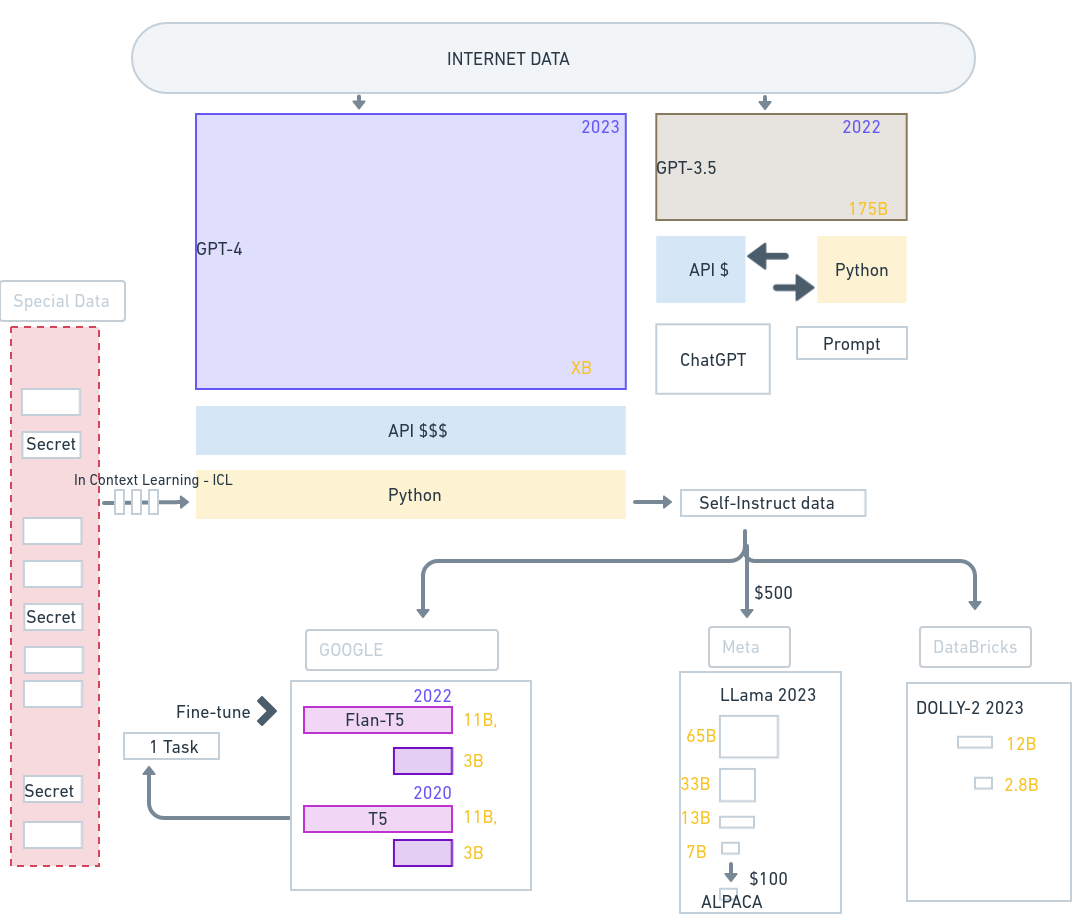 INTERNET DATA
2023
GPT-4
XB
2022
GPT-3.5
175B
API $
Python
ChatGPT
Prompt
API $$$
Python
Special Data
Secret
Secret
Secret
In Context Learning - ICL
Self-Instruct data
$500
GOOGLE
Meta
DataBricks
Fine-tune
1 Task
2022
Flan-T5
11B,
3B
2020
T5
11B,
3B
LLama 2023
65B
33B
13B
7B
$100
ALPACA
DOLLY-2 2023
12B
2.8B